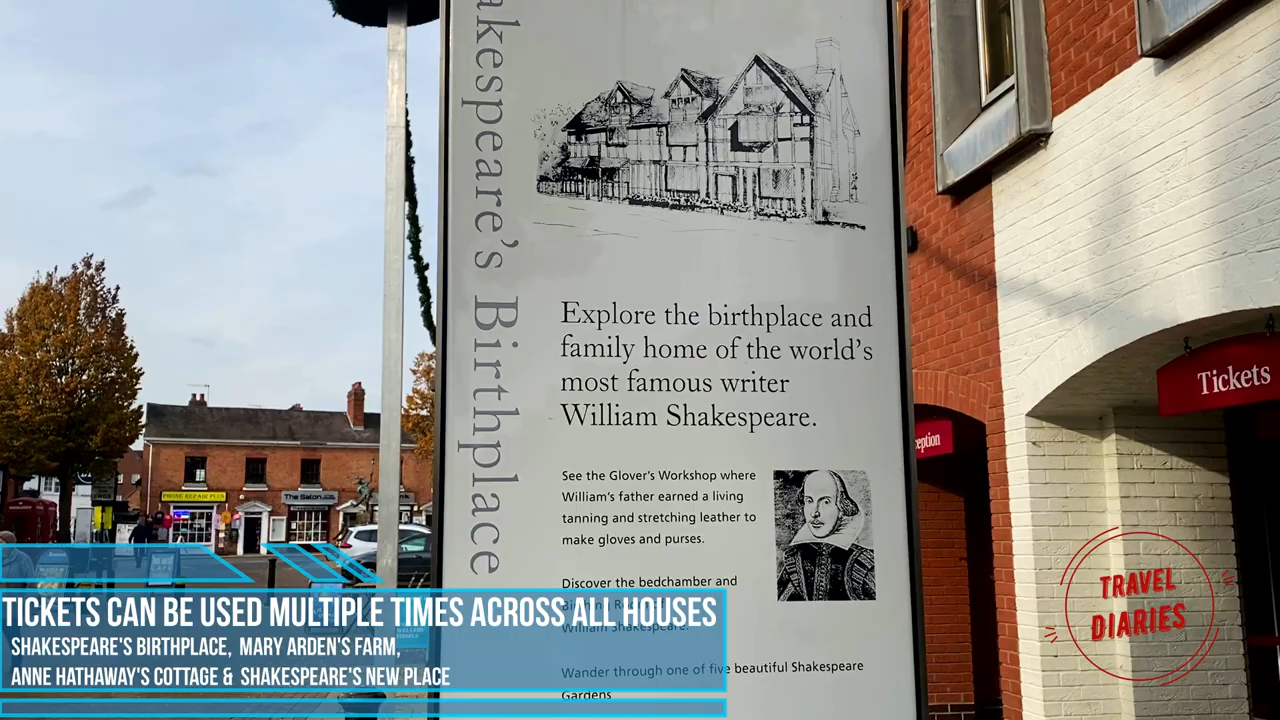 akespeare's Birthplace
Explore the birthplace and
family home of the world's
most famous writer
William Shakespeare.
See the Glover's Workshop where
William's father earned a living
tanning and stretching leather to
make gloves and purses.
Discover the bedchamber and
William Shakespeare.
Wander through one of five beautiful Shakespeare
Gardens
Tickets
eption
PHONE REPAIR PLUS
The Salon
TICKETS CAN BE USED MULTIPLE TIMES ACROSS ALL HOUSES
SHAKESPEARE'S BIRTHPLACE, MARY ARDEN'S FARM,
ANNE HATHAWAY'S COTTAGE & SHAKESPEARE'S NEW PLACE
TRAVEL
DIARIES